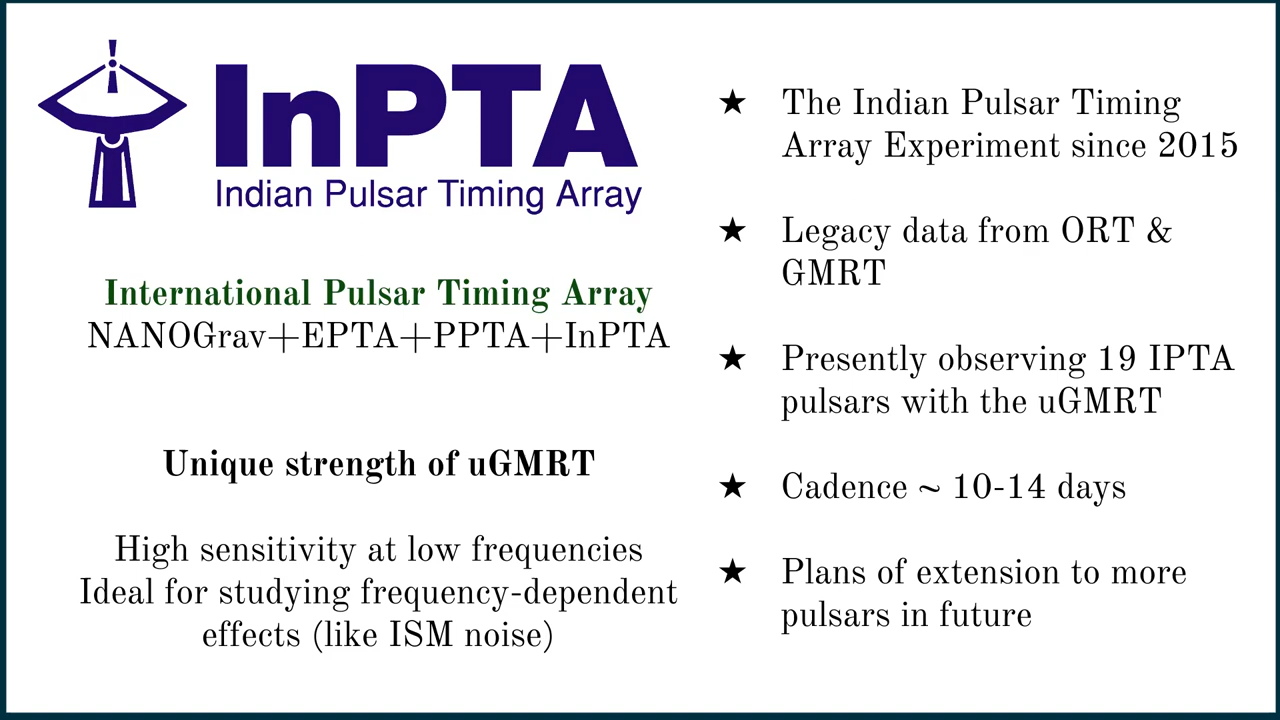 InPTA
Indian Pulsar Timing Array
International Pulsar Timing Array
NANOGrav+EPTA+PPTA+InPTA
Unique strength of uGMRT
High sensitivity at low frequencies
Ideal for studying frequency-dependent
effects (like ISM noise)
★ The Indian Pulsar Timing
Array Experiment since 2015
★ Legacy data from ORT &
GMRT
★ Presently observing 19 IPTA
pulsars with the uGMRT
★ Cadence ~ 10-14 days
★ Plans of extension to more
pulsars in future